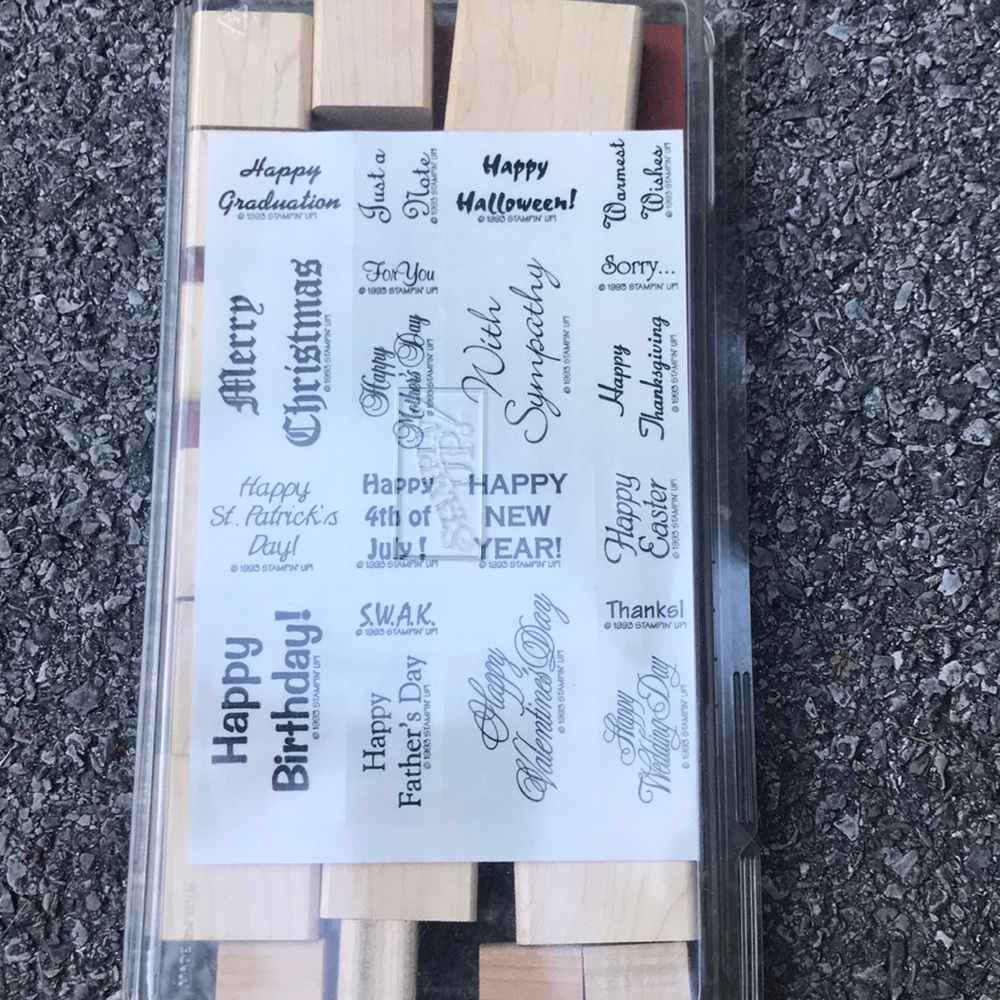 Happy
Graduation
© 1993 STAMPIN' UP!
Just a
Note
© 1993 STAMPIN' UP!
Happy
Halloween!
© 1993 STAMPIN' UP!
Warmest
Wishes
© 1993 STAMPIN' UP!
Merry
Christmas
© 1993 STAMPIN' UP!
For You
© 1993 STAMPIN' UP!
Happy
Mother's Day
© 1993 STAMPIN' UP!
With
Sympathy
© 1993 STAMPIN' UP!
Sorry...
© 1993 STAMPIN' UP!
Happy
Thanksgiving
© 1993 STAMPIN' UP!
STAMPIN'
UP!
Happy
St. Patrick's
Day!
© 1993 STAMPIN' UP!
Happy
4th of
July!
© 1993 STAMPIN' UP!
HAPPY
NEW
YEAR!
© 1993 STAMPIN' UP!
Happy
Easter
© 1993 STAMPIN' UP!
Happy
Birthday!
© 1993 STAMPIN' UP!
S.W.A.K.
© 1993 STAMPIN' UP!
Happy
Father's Day
© 1993 STAMPIN' UP!
Happy
Valentine's Day
© 1993 STAMPIN' UP!
Thanks!
© 1993 STAMPIN' UP!
Happy
Wedding Day
© 1993 STAMPIN' UP!